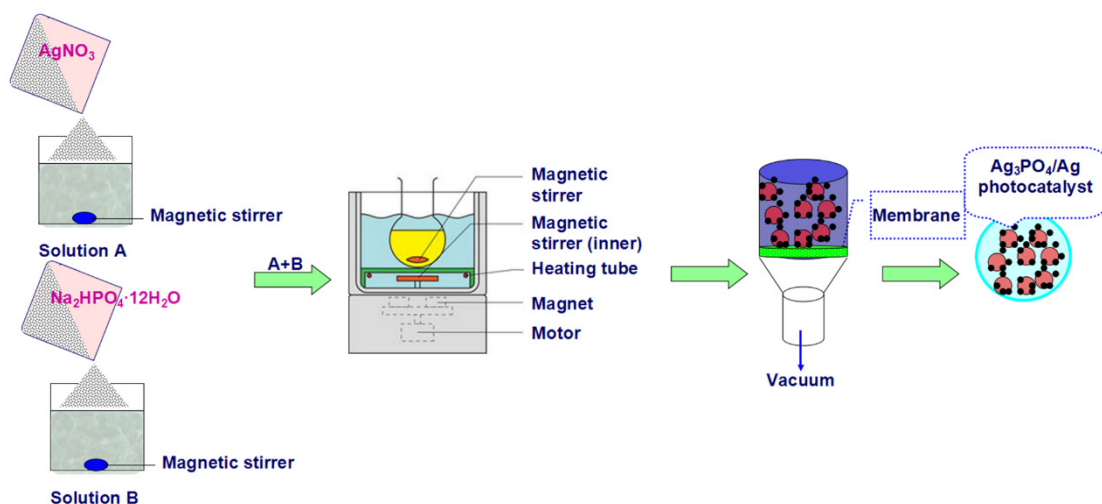 AgNO₃
Magnetic stirrer
Solution A
Na₂HPO₄·12H₂O
Magnetic stirrer
Solution B
A+B
Magnetic
stirrer
Magnetic
stirrer (inner)
Heating tube
Magnet
Motor
Membrane
Vacuum
Ag₃PO₄/Ag
photocatalyst